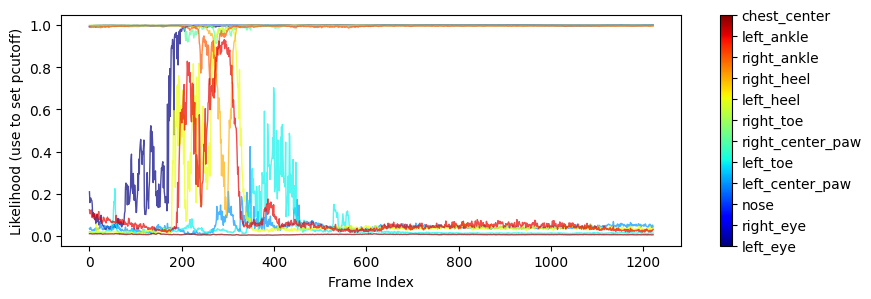 Likelihood (use to set pcutoff)
1.0
0.8
0.6
0.4
0.2
0.0
0
200
400
600
800
1000
1200
Frame Index
chest_center
left_ankle
right_ankle
right_heel
left_heel
right_toe
right_center_paw
left_toe
left_center_paw
nose
right_eye
left_eye